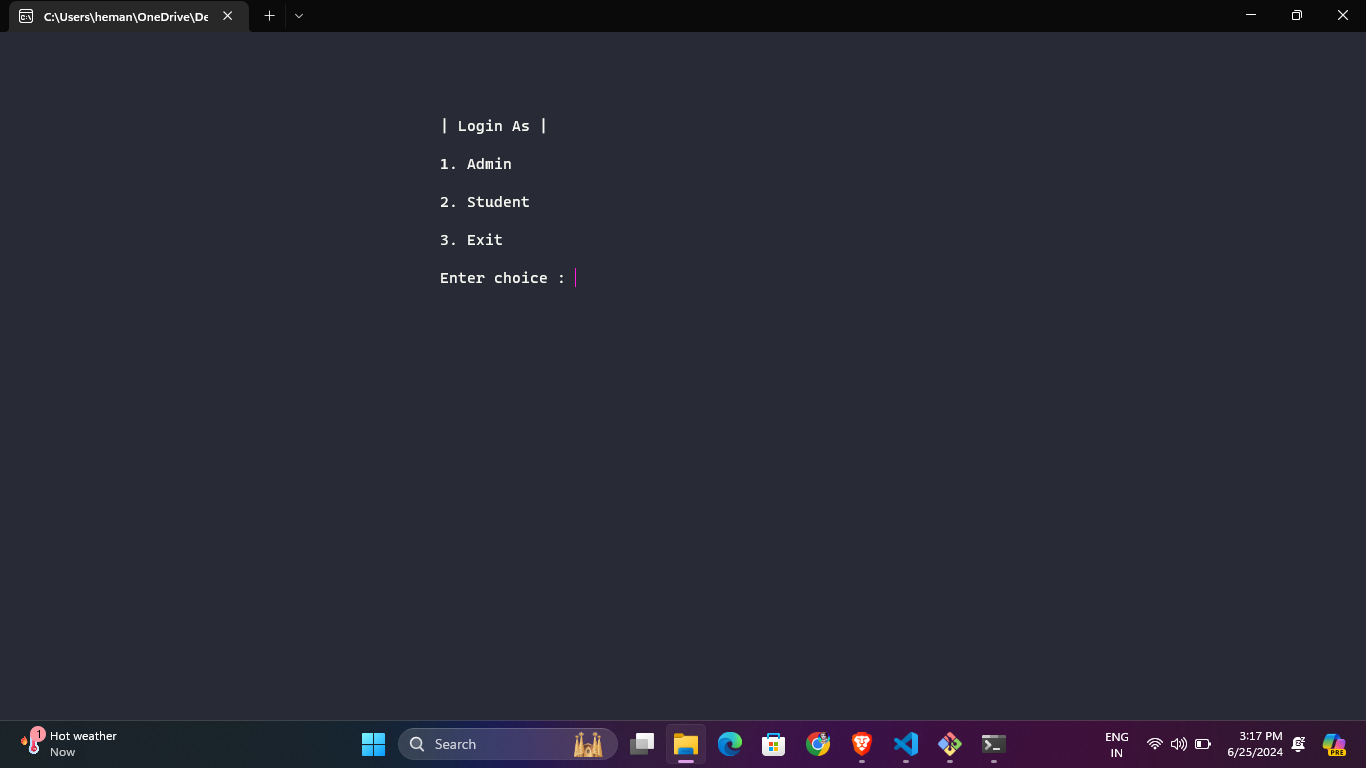 C:\Users\heman\OneDrive\De
| Login As |
1. Admin
2. Student
3. Exit
Enter choice :
1
Hot weather
Now
Search
PRE
ENG
IN
3:17 PM
6/25/2024